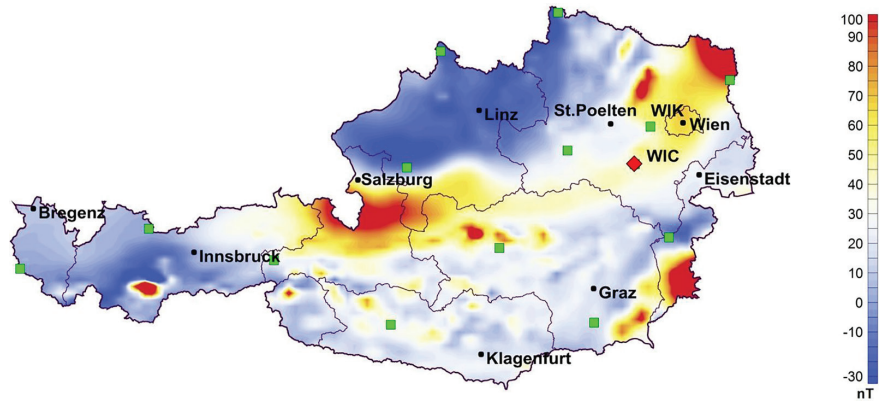 Linz
St.Poelten
WIK
Wien
WIC
Salzburg
Eisenstadt
Bregenz
Innsbruck
Graz
Klagenfurt
100
90
80
70
60
50
40
30
20
10
0
-10
-30
nT